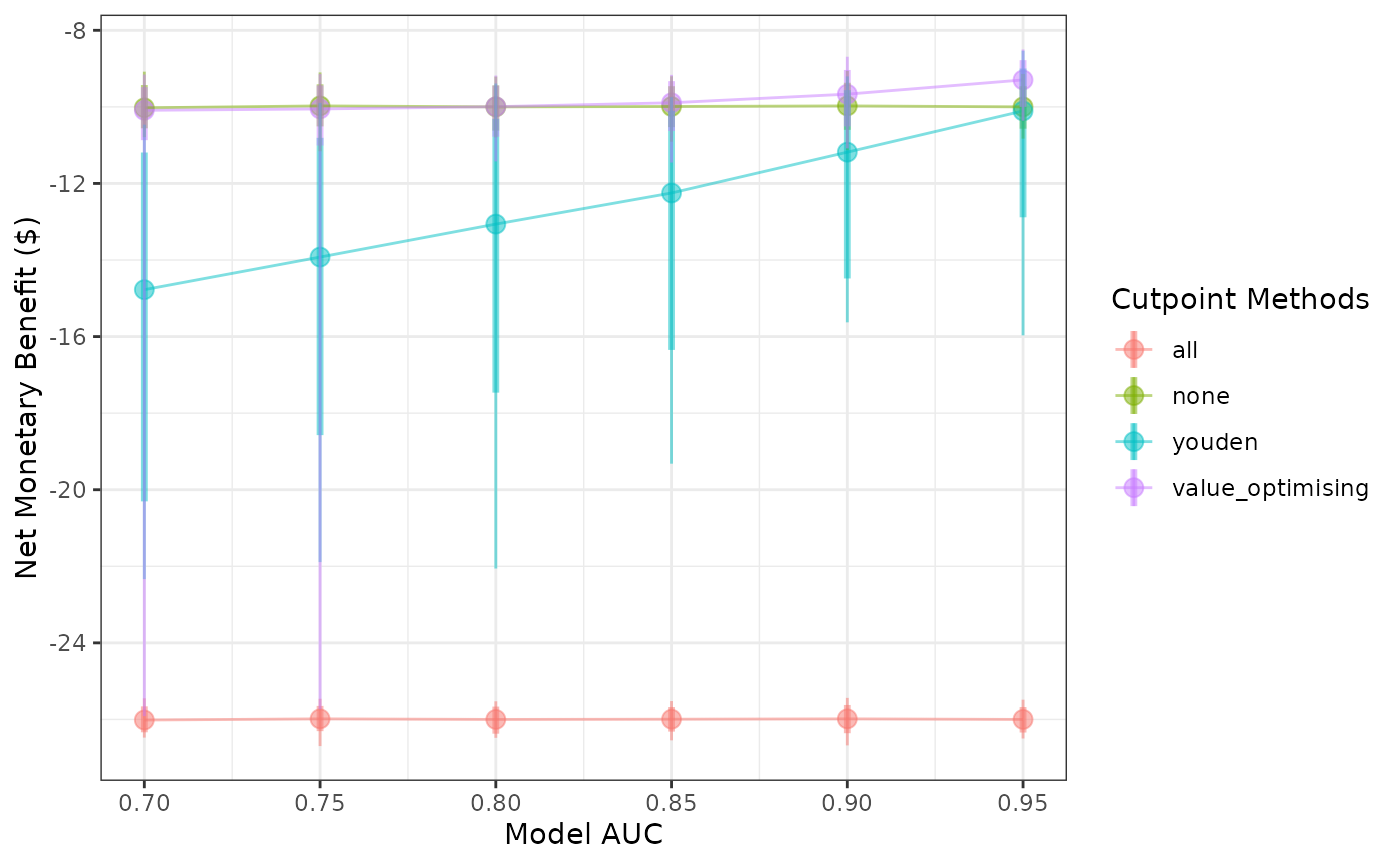 Net Monetary Benefit ($)
-8
-12
-16
-20
-24
0.70 0.75 0.80 0.85 0.90 0.95
Model AUC
Cutpoint Methods
all
none
youden
value_optimising